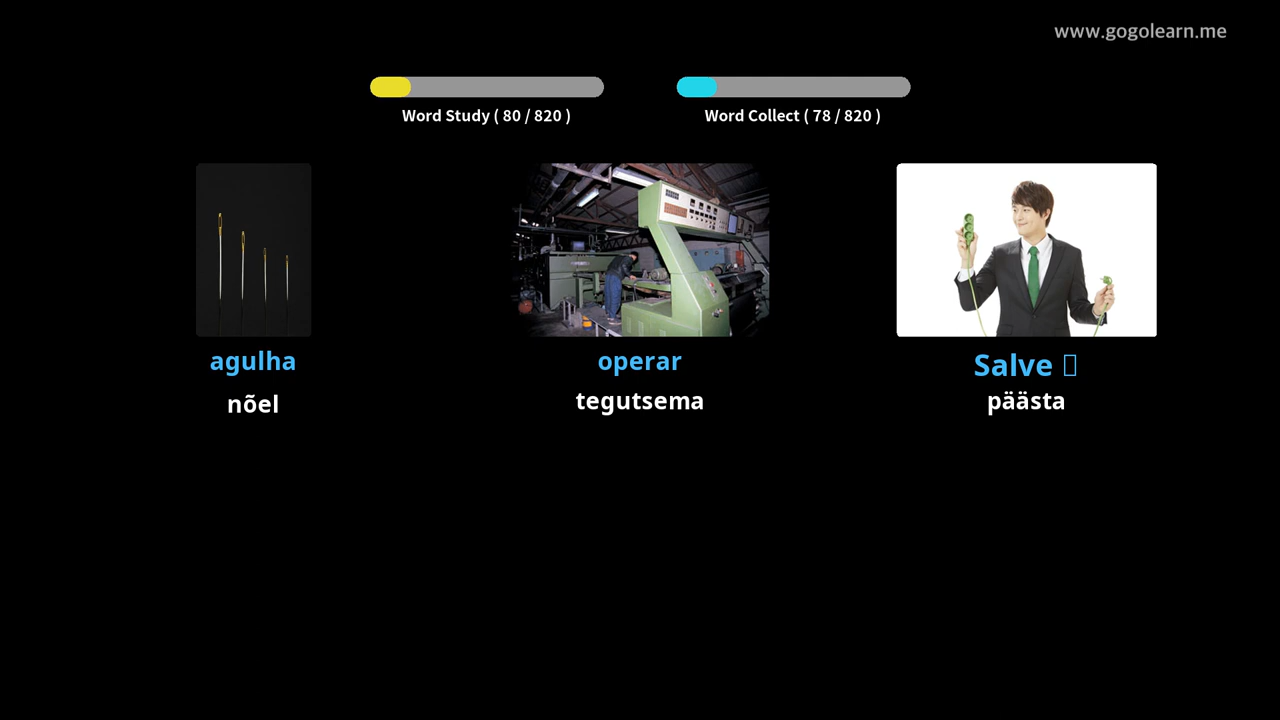 www.gogolearn.me
Word Study ( 80 / 820 )
Word Collect ( 78 / 820 )
agulha
operar
Salve
nõel
tegutsema
päästa